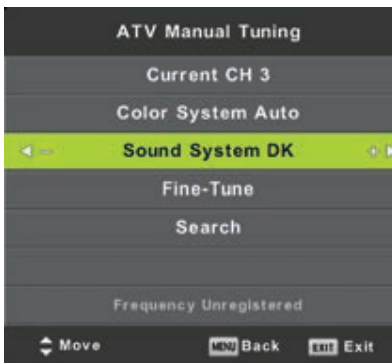 ATV Manual Tuning
Current CH 3
Color System Auto
Sound System DK
Fine-Tune
Search
Frequency Unregistered
Move MENU Back EXIT Exit